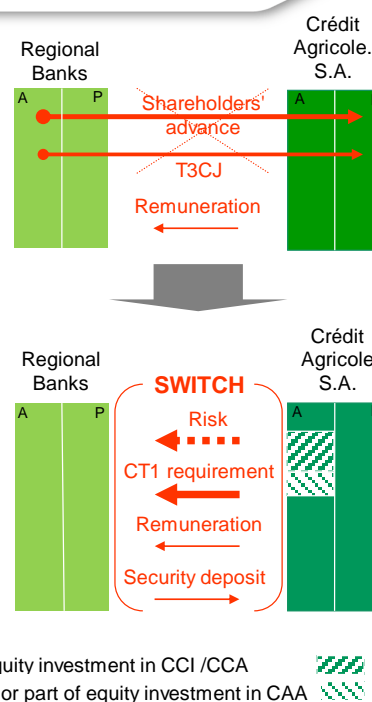 Regional
Banks
Crédit
Agricole.
S.A.
A P
A
Shareholders'
advance
T3CJ
Remuneration
Regional
Banks
Crédit
Agricole
S.A.
A P
A
SWITCH
Risk
CT1 requirement
Remuneration
Security deposit
equity investment in CCI /CCA
or part of equity investment in CAA